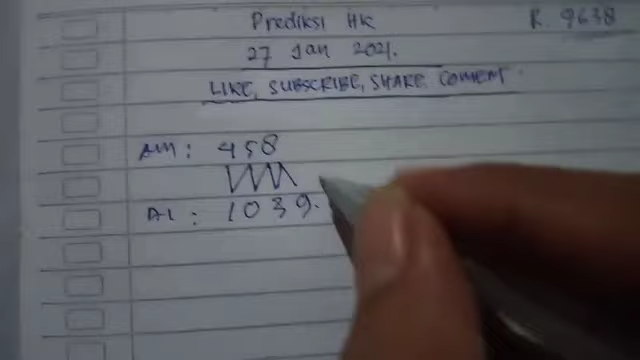 Prediksi HK R. 9638
27 Jan 2021.
LIKE, SUBSCRIBE, SHARE. COMENT.
AM : 458
AI : 1039.